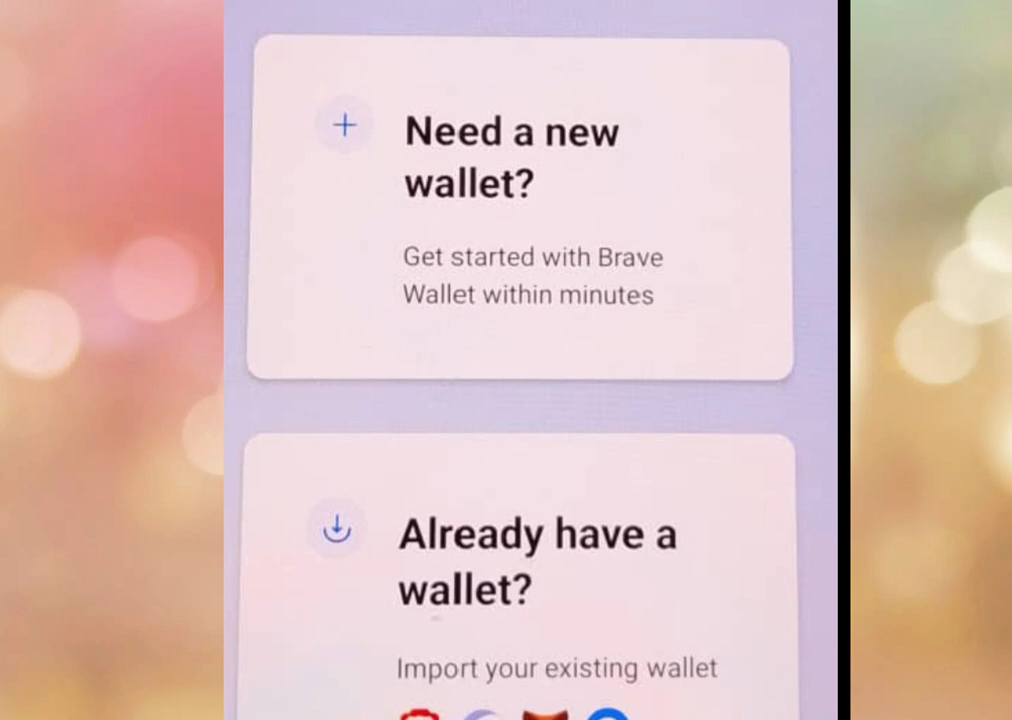 Need a new
wallet?
Get started with Brave
Wallet within minutes
Already have a
wallet?
Import your existing wallet